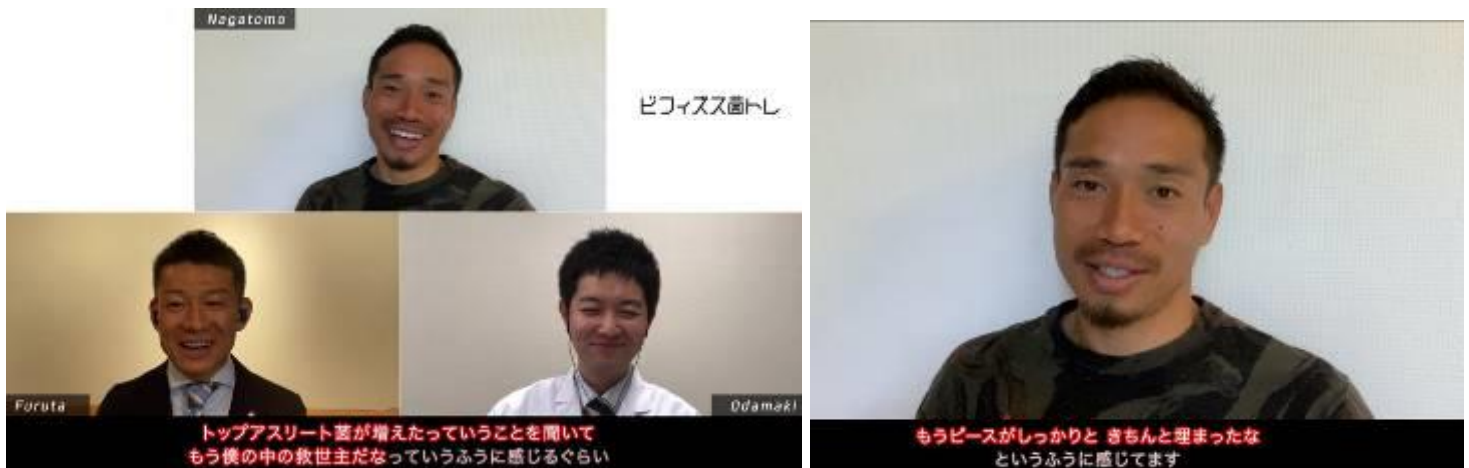 Nagatomo
ビフィズス菌トレ
Furuta
Odamaki
トップアスリート菌が増えたっていうことを聞いて
もう僕の中の救世主だなっていうふうに感じるぐらい
もうピースがしっかりと きちんと埋まったな
というふうに感じてます